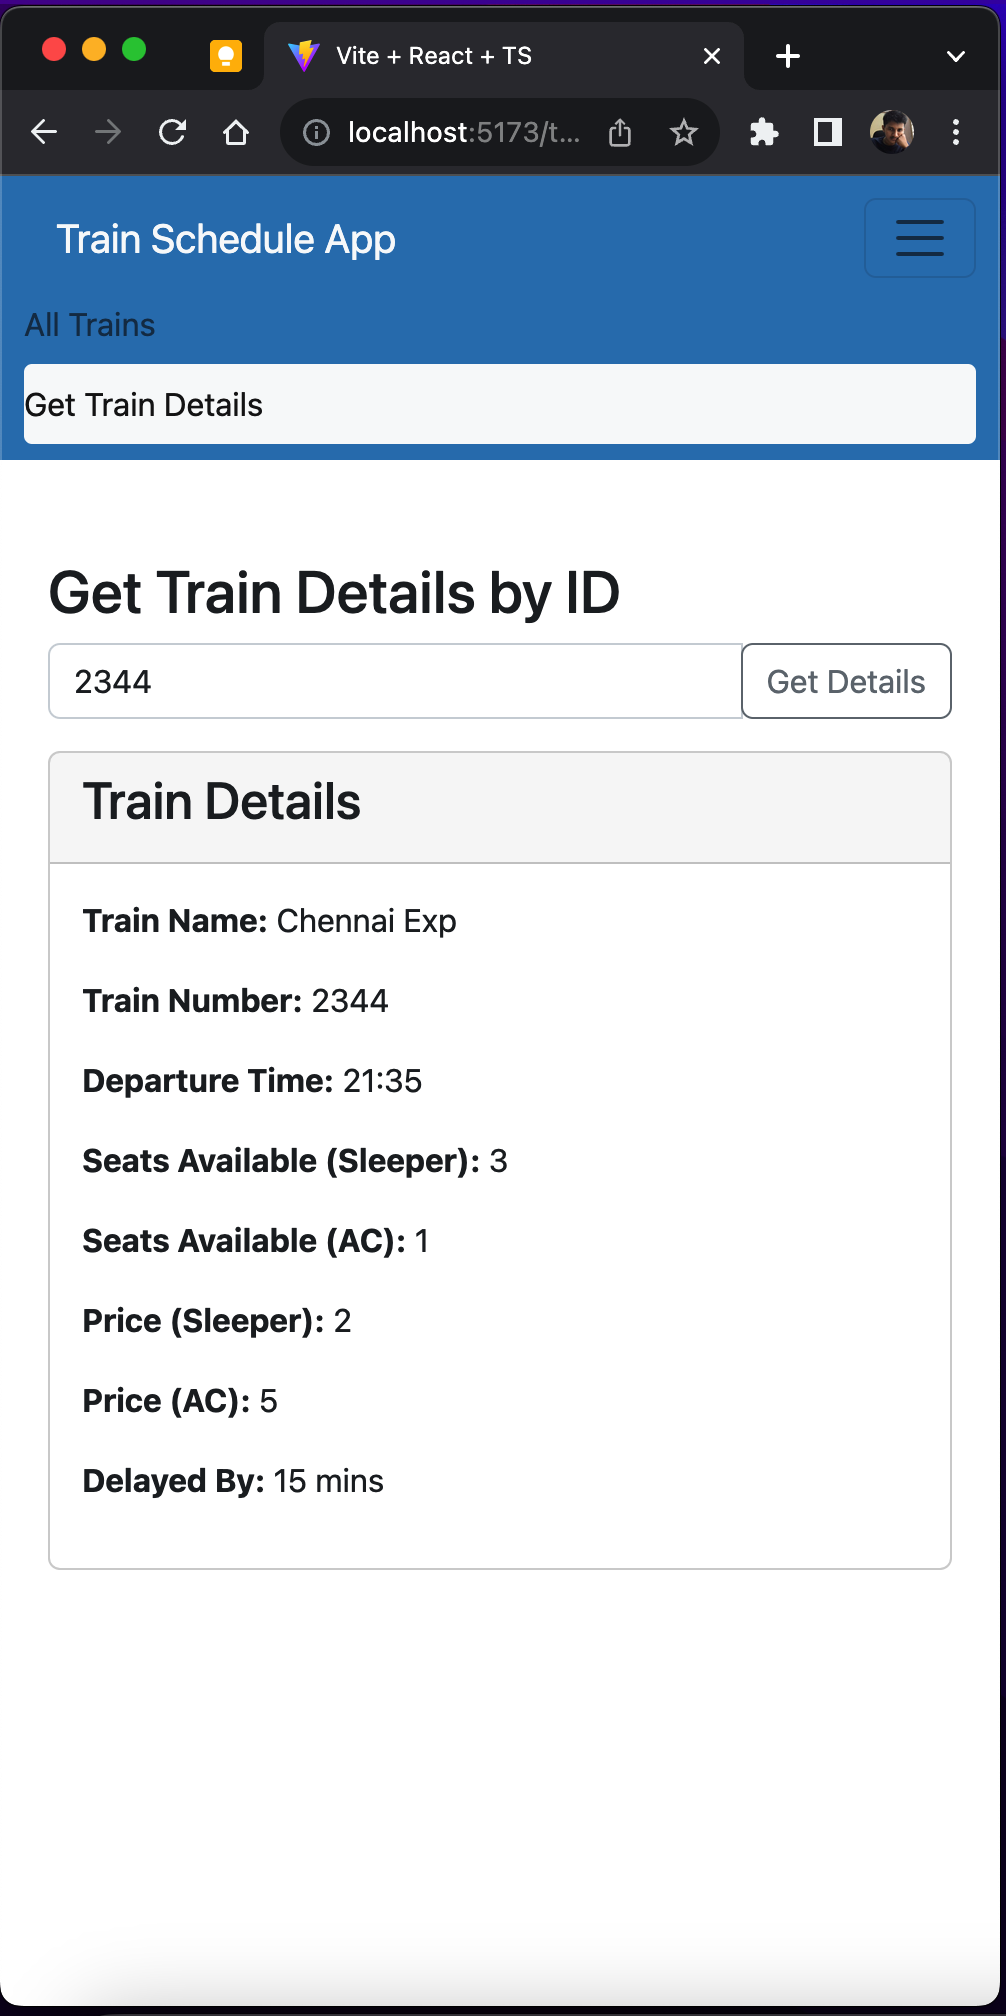 Vite + React + TS
localhost:5173/t...
Train Schedule App
All Trains
Get Train Details
Get Train Details by ID
2344
Get Details
Train Details
Train Name: Chennai Exp
Train Number: 2344
Departure Time: 21:35
Seats Available (Sleeper): 3
Seats Available (AC): 1
Price (Sleeper): 2
Price (AC): 5
Delayed By: 15 mins